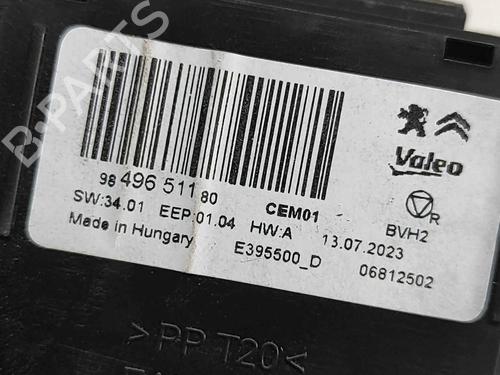 B-PARTS
Valeo
98 496 511 80
CEM01
R
SW:34.01 EEP:01.04 HW:A 13.07.2023 BVH2
Made in Hungary E395500_D 06812502
>PP T20<